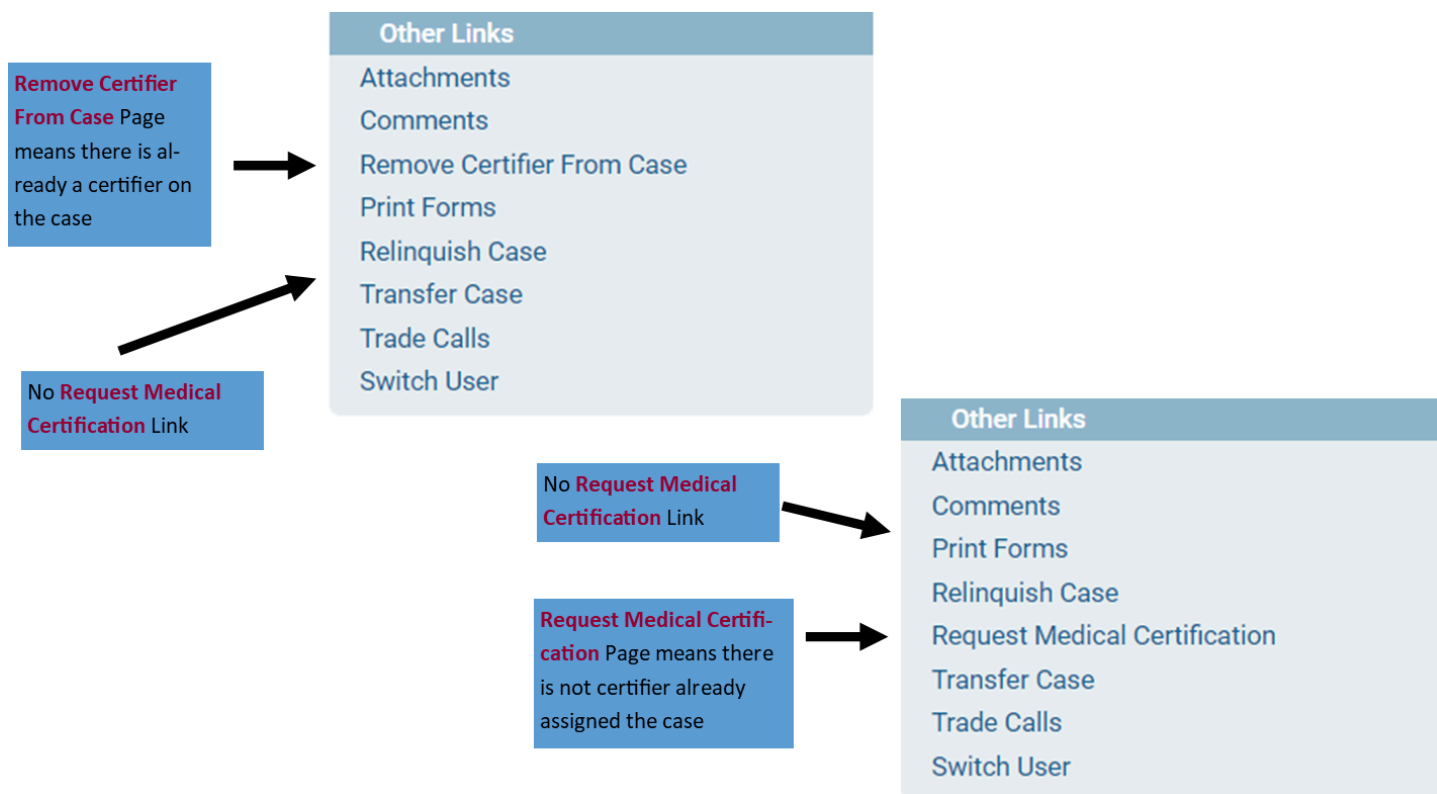 Other Links
Attachments
Comments
Remove Certifier From Case
Print Forms
Relinquish Case
Transfer Case
Trade Calls
Switch User
Remove Certifier
From Case Page
means there is al-
ready a certifier on
the case
No Request Medical
Certification Link
Other Links
Attachments
Comments
Print Forms
Relinquish Case
Request Medical Certification
Transfer Case
Trade Calls
Switch User
No Request Medical
Certification Link
Request Medical Certifi-
cation Page means there
is not certifier already
assigned the case